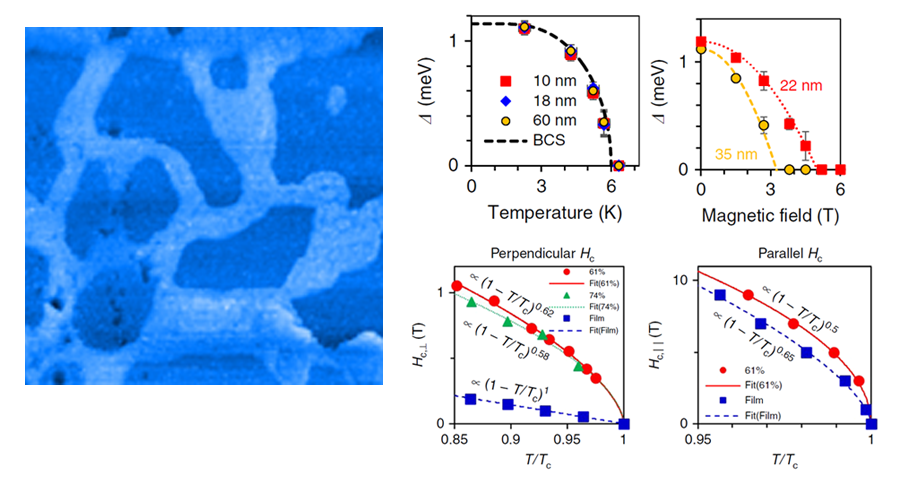 1
Δ (meV)
10 nm
18 nm
60 nm
BCS
0
0
3
6
Temperature (K)
1
Δ (meV)
22 nm
35 nm
0
0
3
6
Magnetic field (T)
Perpendicular Hc
∝ (1 – T/Tc)0.62
61%
Fit(61%)
74%
Fit(74%)
Film
Fit(Film)
1
∝ (1 – T/Tc)0.58
Hc,⊥ (T)
∝ (1 – T/Tc)1
0
0.85
0.9
0.95
1
T/Tc
Parallel Hc
10
∝ (1 – T/Tc)0.5
∝ (1 – T/Tc)0.65
Hc,|| (T)
61%
Fit(61%)
Film
Fit(Film)
0
0.95
1
T/Tc